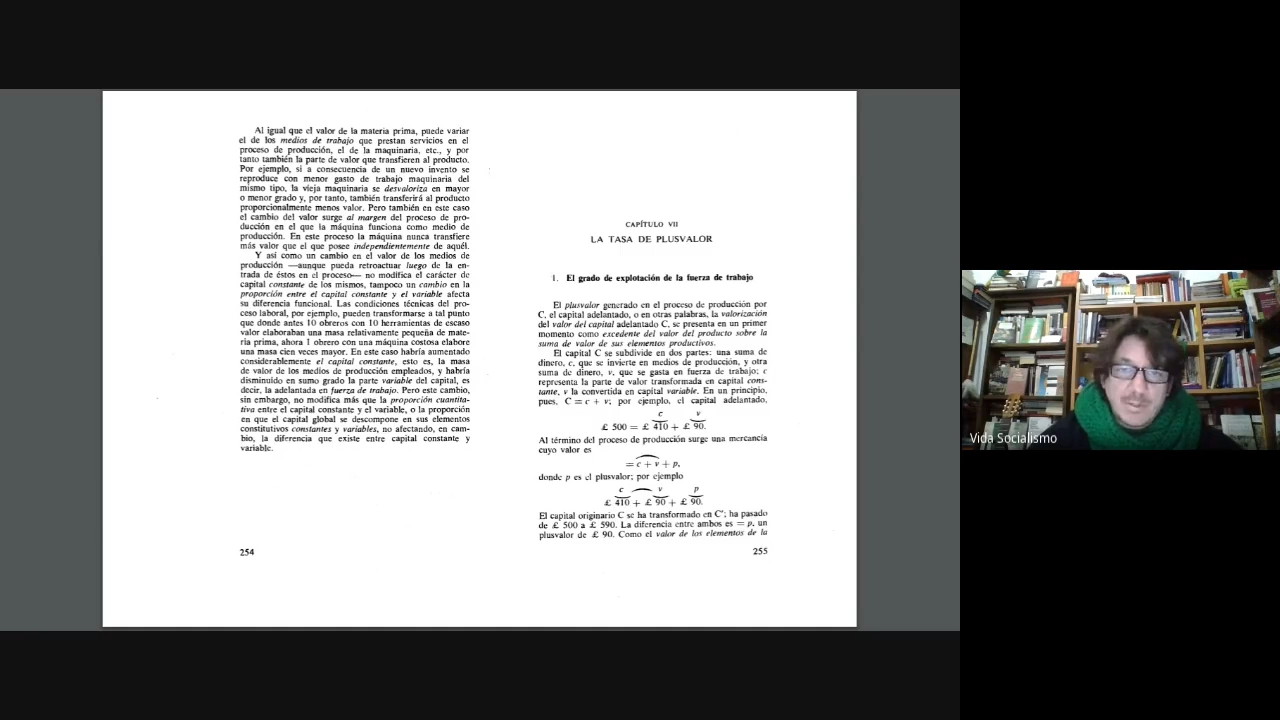 Al igual que el valor de la materia prima, puede variar
el de los medios de trabajo que prestan servicios en el
proceso de producción, el de la maquinaria, etc., y por
tanto también la parte de valor que transfieren al producto.
Por ejemplo, si a consecuencia de un nuevo invento se
reproduce con menor gasto de trabajo maquinaria del
mismo tipo, la vieja maquinaria se desvaloriza en mayor
o menor grado y, por tanto, también transferirá al producto
proporcionalmente menos valor. Pero también en este caso
el cambio del valor surge al margen del proceso de pro-
ducción en el que la máquina funciona como medio de
producción. En este proceso la máquina nunca transfiere
más valor que el que posee independientemente de aquél.
Y así como un cambio en el valor de los medios de
producción —aunque pueda retroactuar luego de la en-
trada de éstos en el proceso— no modifica el carácter de
capital constante de los mismos, tampoco un cambio en la
proporción entre el capital constante y el variable afecta
su diferencia funcional. Las condiciones técnicas del pro-
ceso laboral, por ejemplo, pueden transformarse a tal punto
que donde antes 10 obreros con 10 herramientas de escaso
valor elaboraban una masa relativamente pequeña de mate-
ria prima, ahora 1 obrero con una máquina costosa elabore
una masa cien veces mayor. En este caso habría aumentado
considerablemente el capital constante, esto es, la masa
de valor de los medios de producción empleados, y habría
disminuido en sumo grado la parte variable del capital, es
decir, la adelantada en fuerza de trabajo. Pero este cambio,
sin embargo, no modifica más que la proporción cuantita-
tiva entre el capital constante y el variable, o la proporción
en que el capital global se descompone en sus elementos
constitutivos constantes y variables, no afectando, en cam-
bio, la diferencia que existe entre capital constante y
variable.
254
CAPÍTULO VII
LA TASA DE PLUSVALOR
1. El grado de explotación de la fuerza de trabajo
El plusvalor generado en el proceso de producción por
C, el capital adelantado, o en otras palabras, la valorización
del valor del capital adelantado C, se presenta en un primer
momento como excedente del valor del producto sobre la
suma de valor de sus elementos productivos.
El capital C se subdivide en dos partes: una suma de
dinero, c, que se invierte en medios de producción, y otra
suma de dinero, v, que se gasta en fuerza de trabajo; c
representa la parte de valor transformada en capital cons-
tante, v la convertida en capital variable. En un principio,
pues, C = c + v; por ejemplo, el capital adelantado,
c v
£ 500 = £ 410 + £ 90.
Al término del proceso de producción surge una mercancía
cuyo valor es
= c + v + p,
donde p es el plusvalor; por ejemplo
c v p
£ 410 + £ 90 + £ 90.
El capital originario C se ha transformado en C'; ha pasado
de £ 500 a £ 590. La diferencia entre ambos es = p, un
plusvalor de £ 90. Como el valor de los elementos de la
255
Vida Socialismo